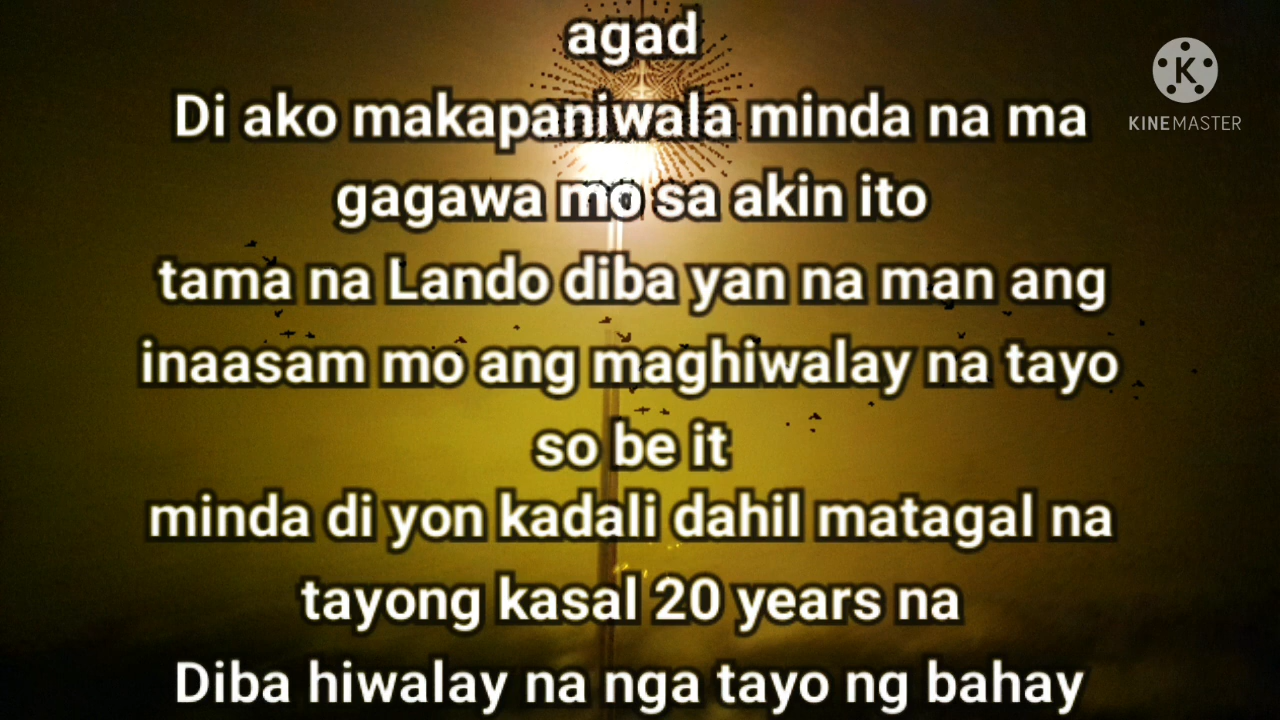 agad
Di ako makapaniwala minda na ma
gagawa mo sa akin ito
tama na Lando diba yan na man ang
inaasam mo ang maghiwalay na tayo
so be it
minda di yon kadali dahil matagal na
tayong kasal 20 years na
Diba hiwalay na nga tayo ng bahay
K
KINEMASTER